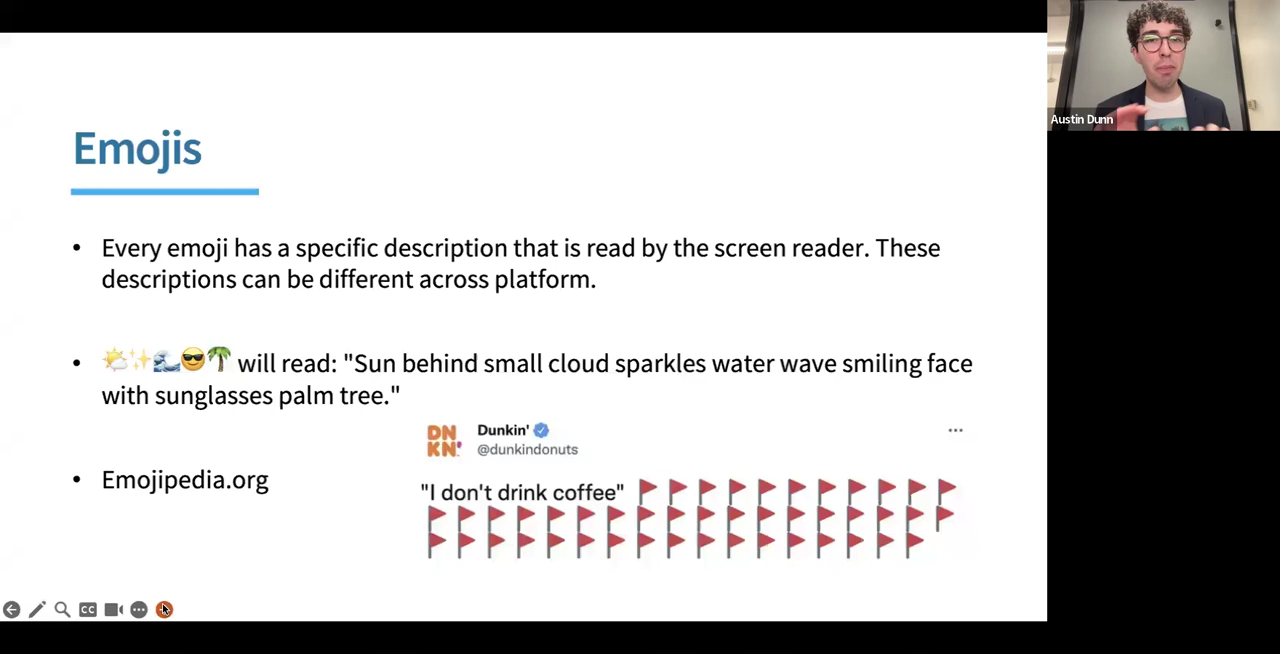 Emojis
Austin Dunn
• Every emoji has a specific description that is read by the screen reader. These
descriptions can be different across platform.
• 🌤✨🌊😎🌴 will read: "Sun behind small cloud sparkles water wave smiling face
with sunglasses palm tree."
• Emojipedia.org
DN
KN'
Dunkin'
@dunkindonuts
"I don't drink coffee" 🚩🚩🚩🚩🚩🚩🚩🚩🚩🚩🚩
🚩🚩🚩🚩🚩🚩🚩🚩🚩🚩🚩🚩🚩🚩🚩🚩🚩🚩
🚩🚩🚩🚩🚩🚩🚩🚩🚩🚩🚩🚩🚩🚩🚩🚩🚩
CC